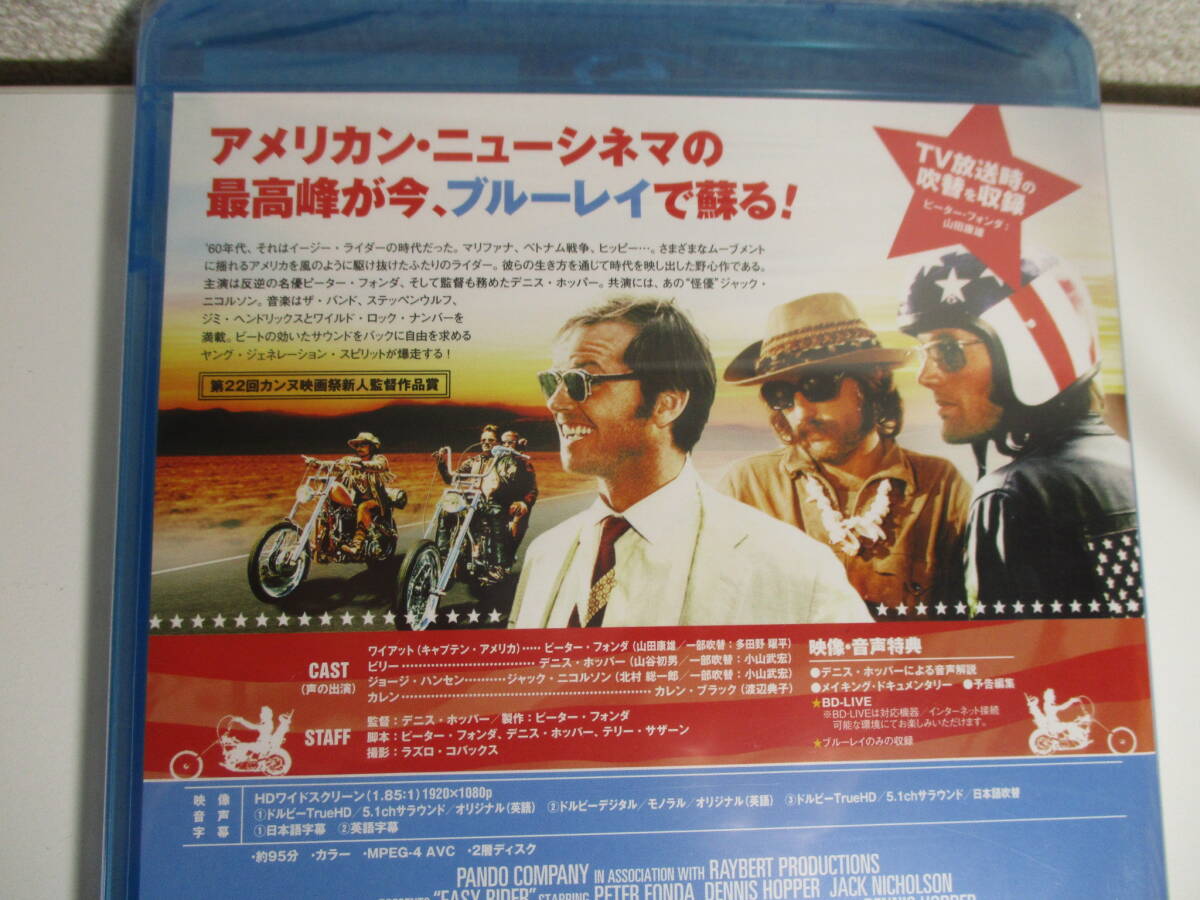 アメリカン・ニューシネマの
最高峰が今、ブルーレイで蘇る!
TV放送時の
吹替を収録
ピーター・フォンダ:
山田康雄
'60年代、それはイージー・ライダーの時代だった。マリファナ、ベトナム戦争、ヒッピー…。さまざまなムーブメント
に揺れるアメリカを風のように駆け抜けたふたりのライダー。彼らの生き方を通じて時代を映し出した野心作である。
主演は反逆の名優ピーター・フォンダ、そして監督も務めたデニス・ホッパー。共演には、あの"怪優"ジャック・
ニコルソン。音楽はザ・バンド、ステッペンウルフ、
ジミ・ヘンドリックスとワイルド・ロック・ナンバーを
満載。ビートの効いたサウンドをバックに自由を求める
ヤング・ジェネレーション・スピリットが爆走する!
第22回カンヌ映画祭新人監督作品賞
CAST
(声の出演)
ワイアット(キャプテン・アメリカ)‥‥‥ピーター・フォンダ(山田康雄/一部吹替:多田野 曜平)
ビリー‥‥‥‥‥‥‥‥‥‥‥‥‥‥‥‥デニス・ホッパー(山谷初男/一部吹替:小山武宏)
ジョージ・ハンセン‥‥‥‥‥ジャック・ニコルソン(北村 総一郎/一部吹替:小山武宏)
カレン‥‥‥‥‥‥‥‥‥‥‥‥‥‥‥‥‥‥‥‥‥‥‥‥‥‥‥‥‥‥カレン・ブラック(渡辺典子)
STAFF
監督:デニス・ホッパー/製作:ピーター・フォンダ
脚本:ピーター・フォンダ、デニス・ホッパー、テリー・サザーン
撮影:ラズロ・コバックス
映像・音声特典
●デニス・ホッパーによる音声解説
●メイキング・ドキュメンタリー ●予告編集
★BD-LIVE
※BD-LIVEは対応機器/インターネット接続
可能な環境にてお楽しみいただけます。
★ブルーレイのみの収録
映像 HDワイドスクリーン(1.85:1)1920×1080p
音声 ①ドルビーTrueHD/5.1chサラウンド/オリジナル(英語) ②ドルビーデジタル/モノラル/オリジナル(英語) ③ドルビーTrueHD/5.1chサラウンド/日本語吹替
字幕 ①日本語字幕 ②英語字幕
・約95分 ・カラー ・MPEG-4 AVC ・2層ディスク
PANDO COMPANY IN ASSOCIATION WITH RAYBERT PRODUCTIONS
"EASY RIDER" STARRING PETER FONDA DENNIS HOPPER JACK NICHOLSON